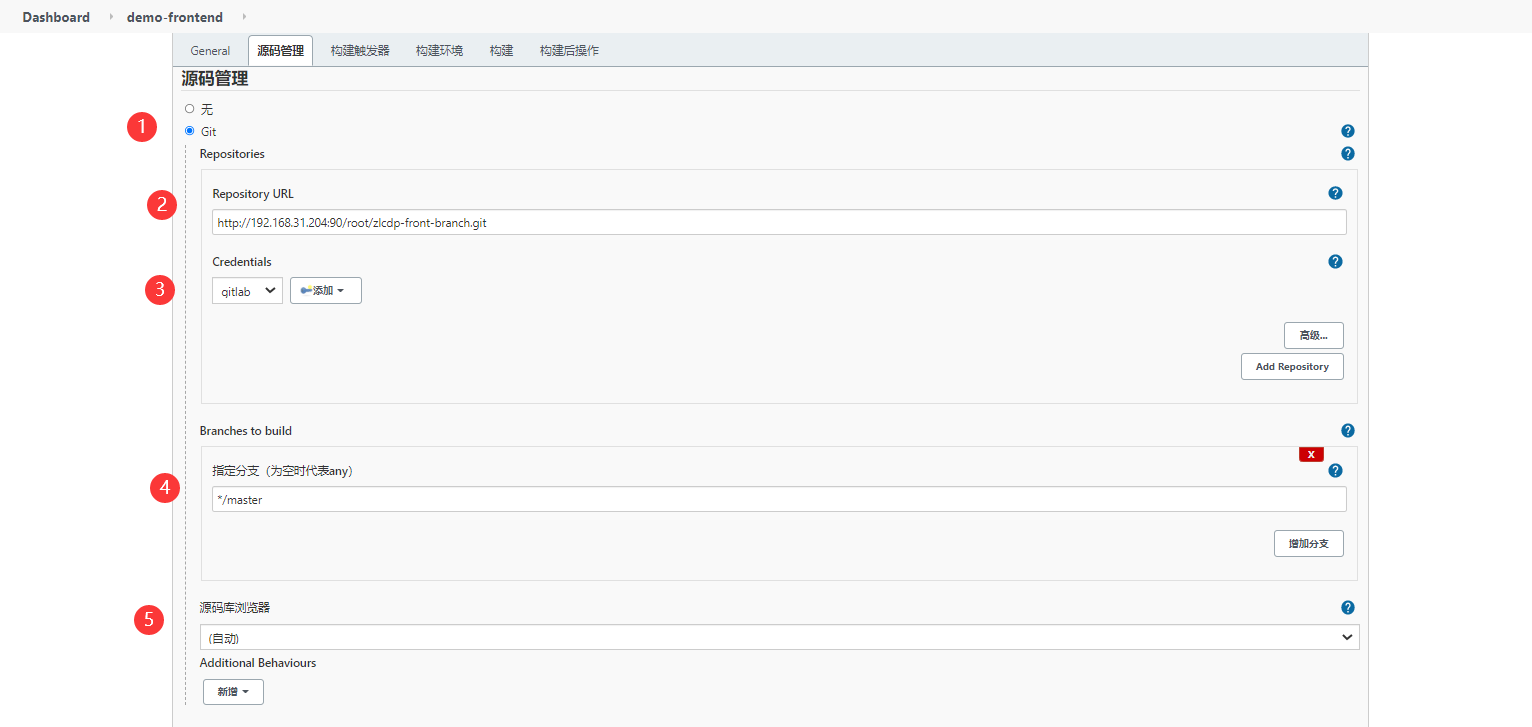 Dashboard demo-frontend
General 源码管理 构建触发器 构建环境 构建 构建后操作
源码管理
无
1
Git
Repositories
2
Repository URL
http://192.168.31.204:90/root/zlcdp-front-branch.git
Credentials
3
gitlab 添加
高级...
Add Repository
Branches to build
X
指定分支（为空时代表any）
4
*/master
增加分支
源码库浏览器
5
(自动)
Additional Behaviours
新增